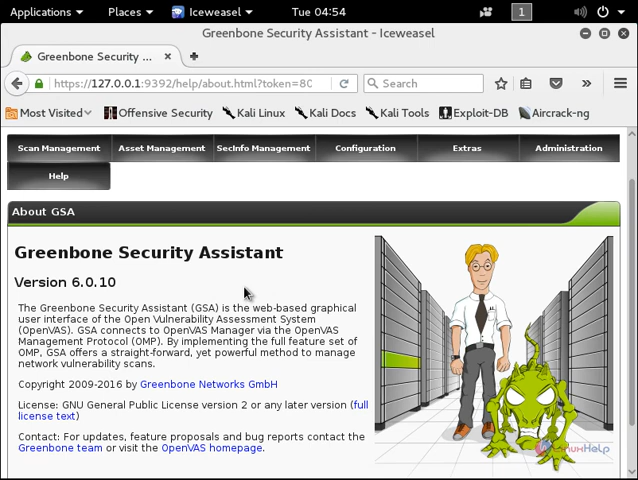 Applications Places Iceweasel Tue 04:54 1
Greenbone Security Assistant - Iceweasel
Greenbone Security ...
https://127.0.0.1:9392/help/about.html?token=80 Search
Most Visited Offensive Security Kali Linux Kali Docs Kali Tools Exploit-DB Aircrack-ng
Scan Management Asset Management SecInfo Management Configuration Extras Administration
Help
About GSA
Greenbone Security Assistant
Version 6.0.10
The Greenbone Security Assistant (GSA) is the web-based graphical
user interface of the Open Vulnerability Assessment System
(OpenVAS). GSA connects to OpenVAS Manager via the OpenVAS
Management Protocol (OMP). By implementing the full feature set of
OMP, GSA offers a straight-forward, yet powerful method to manage
network vulnerability scans.
Copyright 2009-2016 by Greenbone Networks GmbH
License: GNU General Public License version 2 or any later version (full
license text)
Contact: For updates, feature proposals and bug reports contact the
Greenbone team or visit the OpenVAS homepage.
LinuxHelp